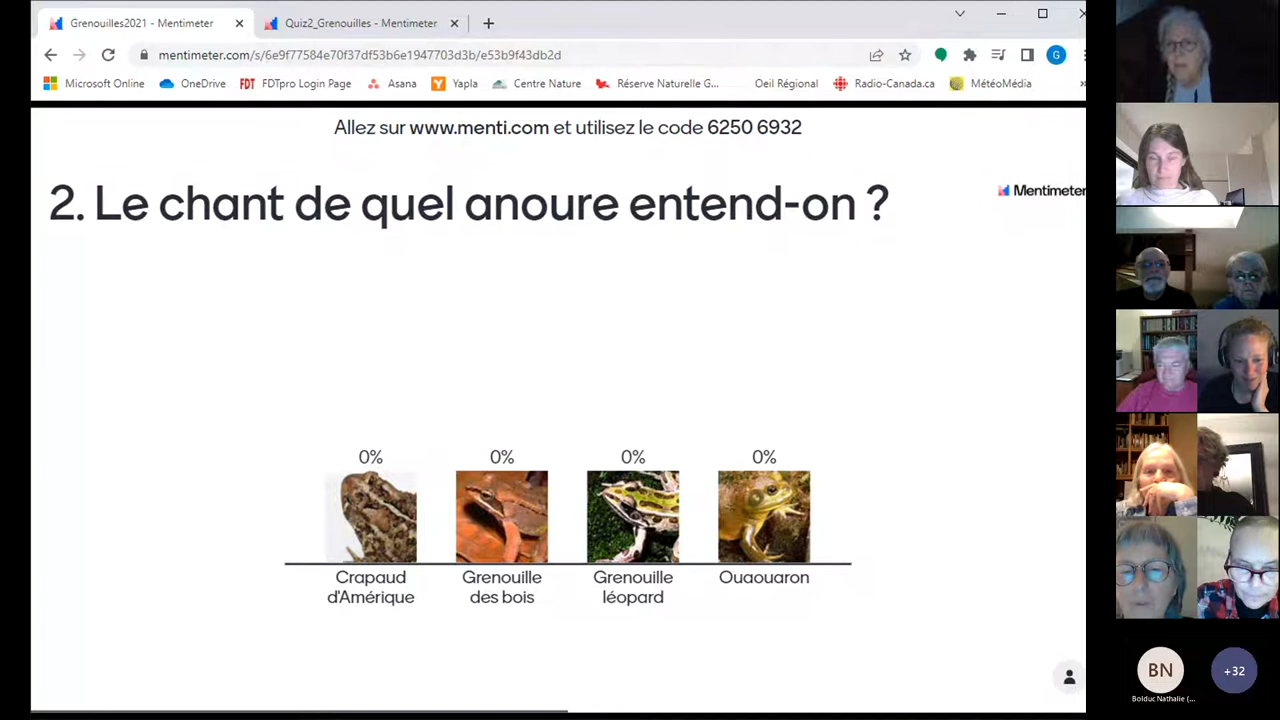 Grenouilles2021 - Mentimeter
Quiz2_Grenouilles - Mentimeter
mentimeter.com/s/6e9f77584e70f37df53b6e1947703d3b/e53b9f43db2d
G
Microsoft Online
OneDrive
FDT FDTpro Login Page
Asana
Y Yapla
Centre Nature
Réserve Naturelle G...
Oeil Régional
Radio-Canada.ca
MétéoMédia
»
Allez sur www.menti.com et utilisez le code 6250 6932
2. Le chant de quel anoure entend-on ?
Mentimeter
0%
0%
0%
0%
Crapaud
d'Amérique
Grenouille
des bois
Grenouille
léopard
Ouaouaron
BN
+32
Bolduc Nathalie (...